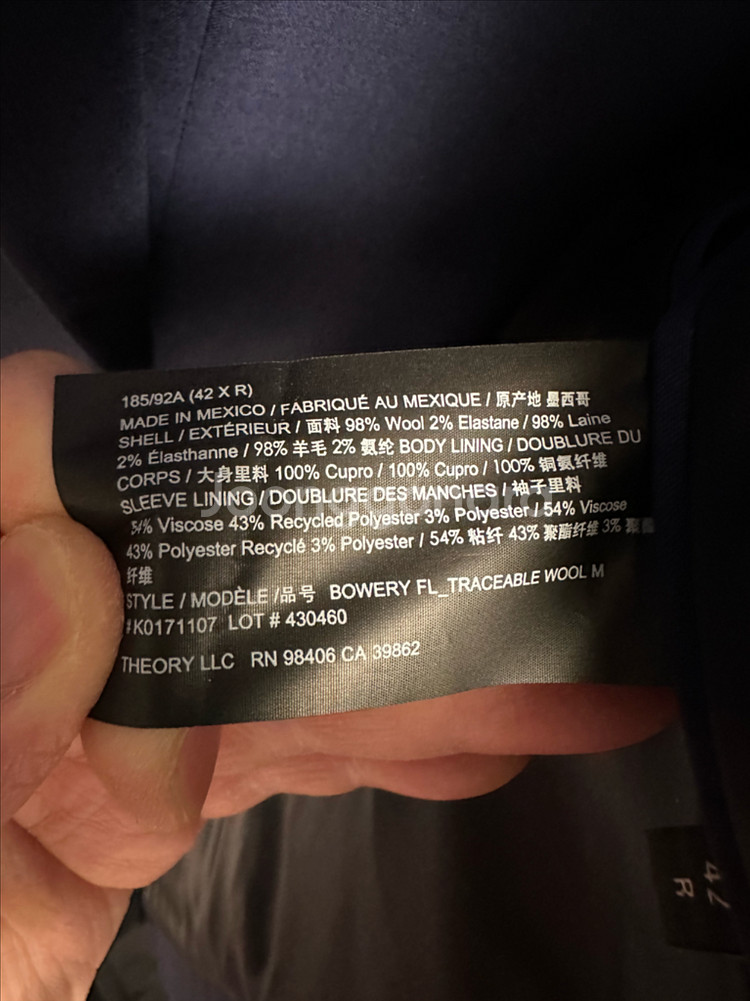 185/92A (42 X R)
MADE IN MEXICO / FABRIQUÉ AU MEXIQUE / 原产地 墨西哥
SHELL / EXTÉRIEUR / 面料 98% Wool 2% Elastane / 98% Laine
2% Élasthanne / 98% 羊毛 2% 氨纶 BODY LINING / DOUBLURE DU
CORPS / 大身里料 100% Cupro / 100% Cupro / 100% 铜氨纤维
SLEEVE LINING / DOUBLURE DES MANCHES / 袖子里料
54% Viscose 43% Recycled Polyester 3% Polyester / 54% Viscose
43% Polyester Recyclé 3% Polyester / 54% 粘纤 43% 聚酯纤维 3% 聚酯
纤维
STYLE / MODÈLE /品号 BOWERY FL_TRACEABLE WOOL M
#K0171107 LOT # 430460
THEORY LLC RN 98406 CA 39862
42
R